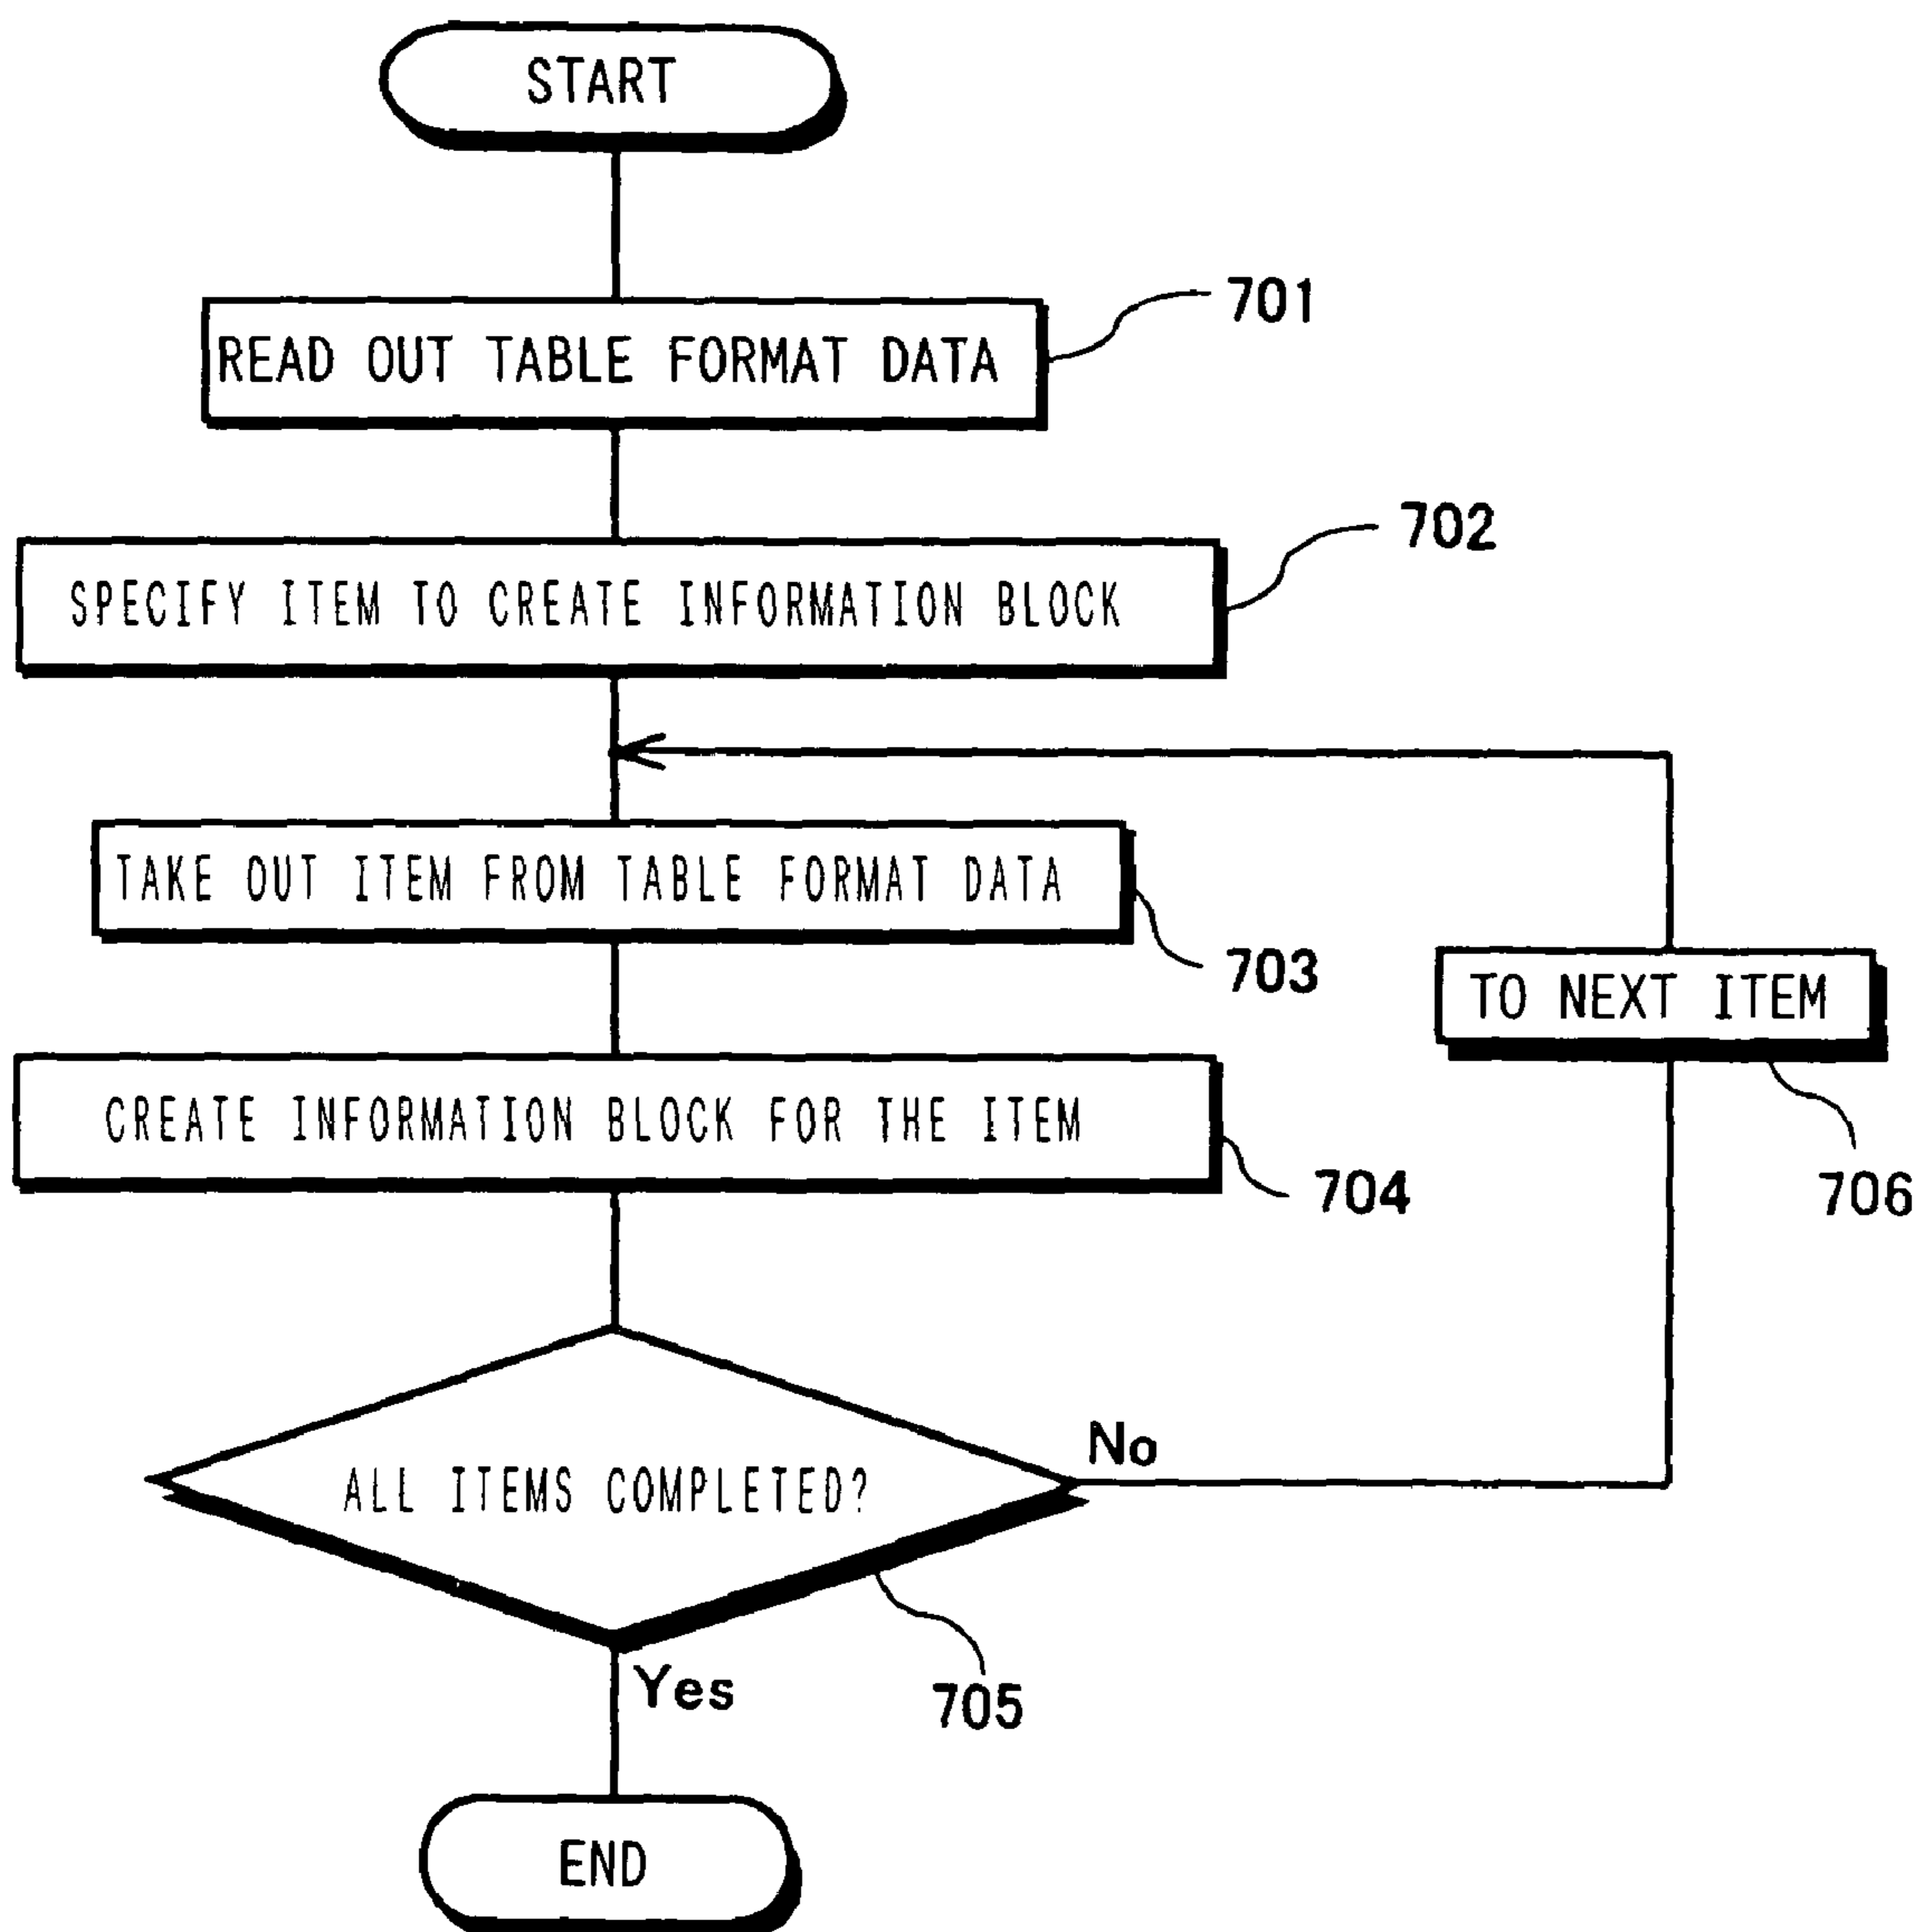 START
READ OUT TABLE FORMAT DATA
701
SPECIFY ITEM TO CREATE INFORMATION BLOCK
702
TAKE OUT ITEM FROM TABLE FORMAT DATA
703
TO NEXT ITEM
706
CREATE INFORMATION BLOCK FOR THE ITEM
704
ALL ITEMS COMPLETED?
No
Yes
705
END